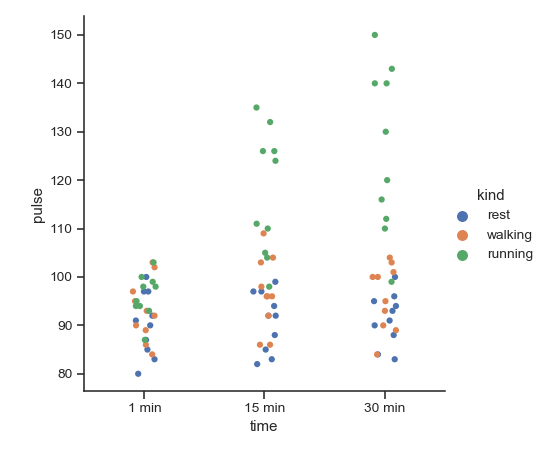 150
140
130
120
110
100
90
80
pulse
1 min
15 min
30 min
time
kind
rest
walking
running